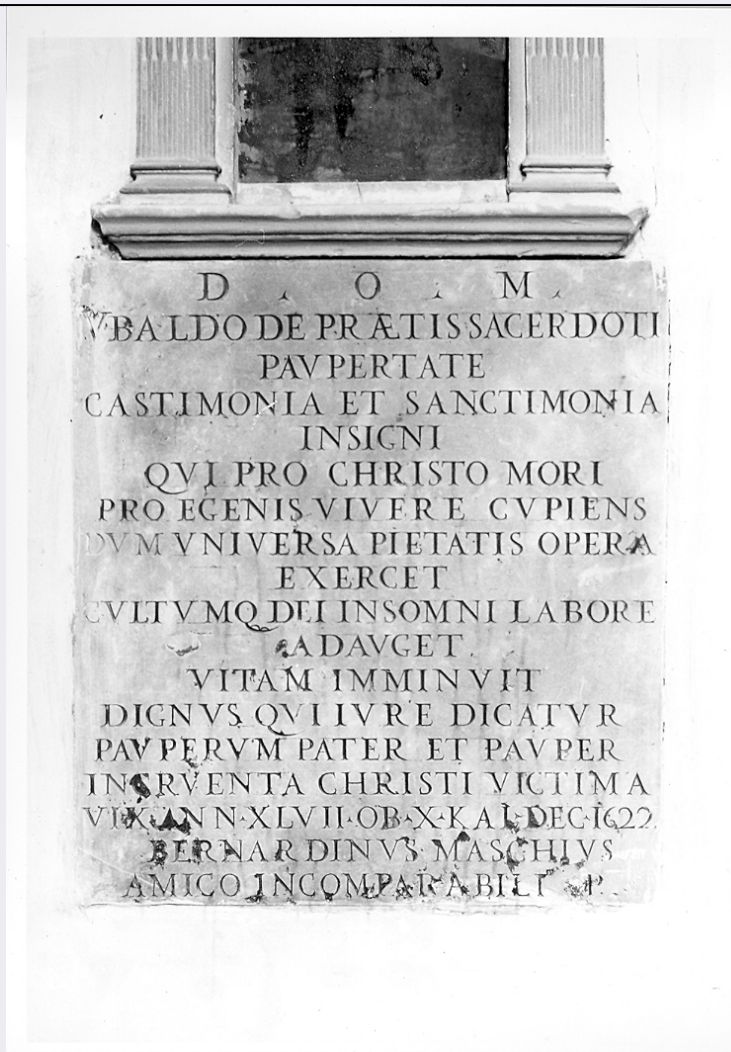 D . O . M .
VBALDO DE PRÆTIS SACERDOTI
PAVPERTATE
CASTIMONIA ET SANCTIMONIA
INSIGNI
QVI PRO CHRISTO MORI
PRO EGENIS VIVERE CVPIENS
DVM VNIVERSA PIETATIS OPERA
EXERCET
CVLTVMQ DEI INSOMNI LABORE
ADAVGET
VITAM IMMINVIT
DIGNVS QVI IVRE DICATVR
PAVPERVM PATER ET PAVPER
INCRVENTA CHRISTI VICTIMA
VIX·ANN·XLVII·OB·X·KAL·DEC·1622
BERNARDINVS MASCHIVS
AMICO INCOMPARABILI P.